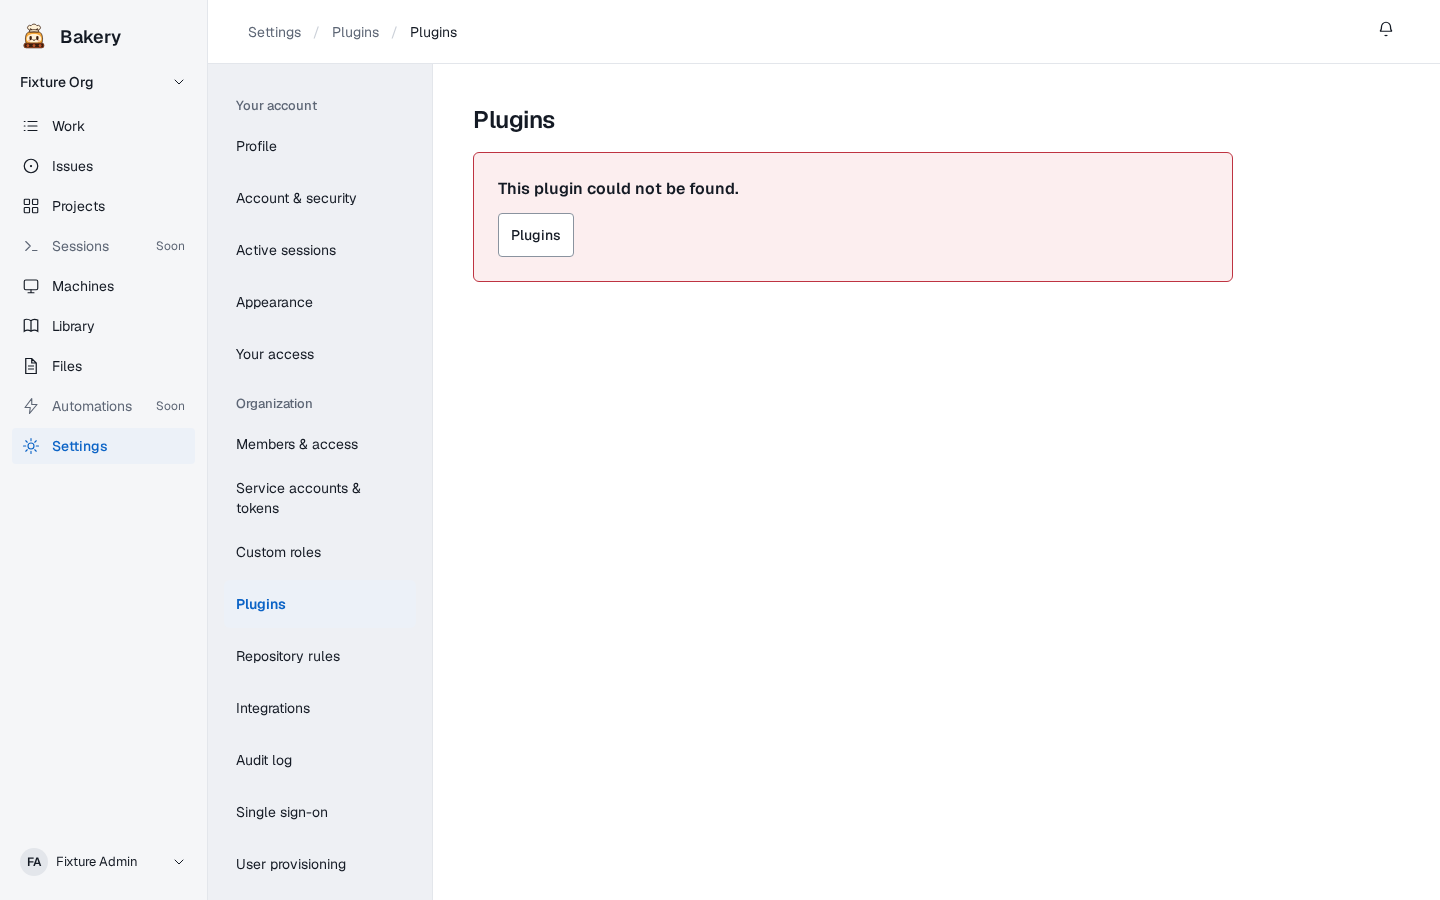 Bakery
Fixture Org
Work
Issues
Projects
Sessions Soon
Machines
Library
Files
Automations Soon
Settings
FA Fixture Admin
Settings / Plugins / Plugins
Your account
Profile
Account & security
Active sessions
Appearance
Your access
Organization
Members & access
Service accounts &
tokens
Custom roles
Plugins
Repository rules
Integrations
Audit log
Single sign-on
User provisioning
Plugins
This plugin could not be found.
Plugins